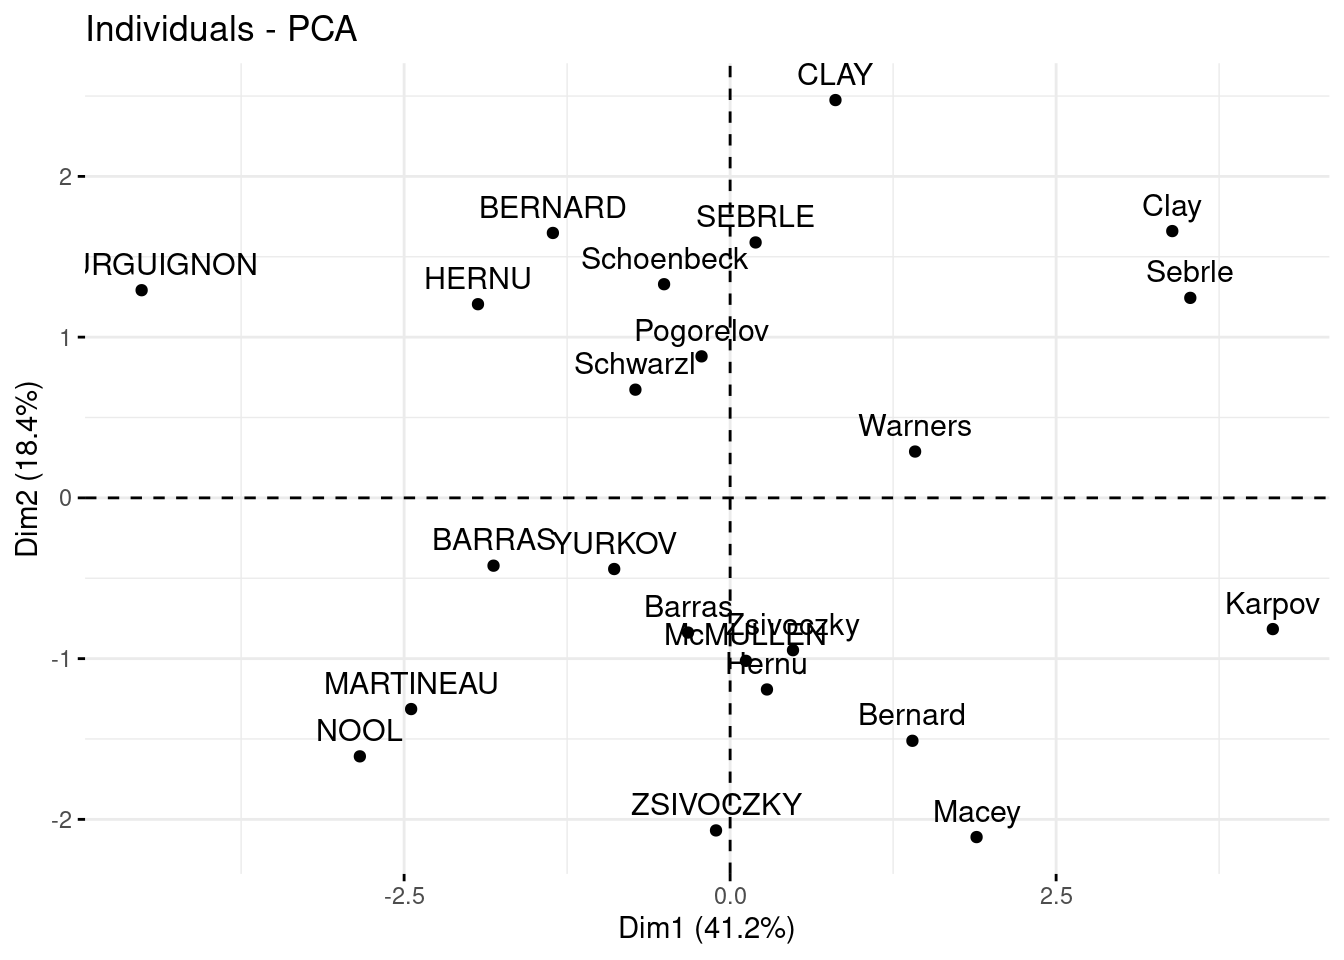 Individuals - PCA
CLAY
2
BERNARD
SEBRLE
Clay
Schoenbeck
URGUIGNON
HERNU
Sebrle
1
Pogorelov
Schwarzl
Warners
Dim2 (18.4%)
0
BARRAS
YURKOV
Barras
Zsivoczky
Karpov
McMULLEN
-1
Hernu
MARTINEAU
Bernard
NOOL
ZSIVOCZKY
Macey
-2
-2.5
0.0
2.5
Dim1 (41.2%)